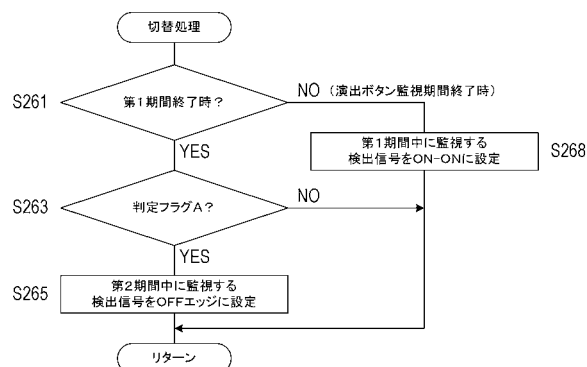 切替処理
S261
第1期間終了時?
NO (演出ボタン監視期間終了時)
YES
第1期間中に監視する
検出信号をON-ONに設定
S268
S263
判定フラグA?
NO
YES
S265
第2期間中に監視する
検出信号をOFFエッジに設定
リターン